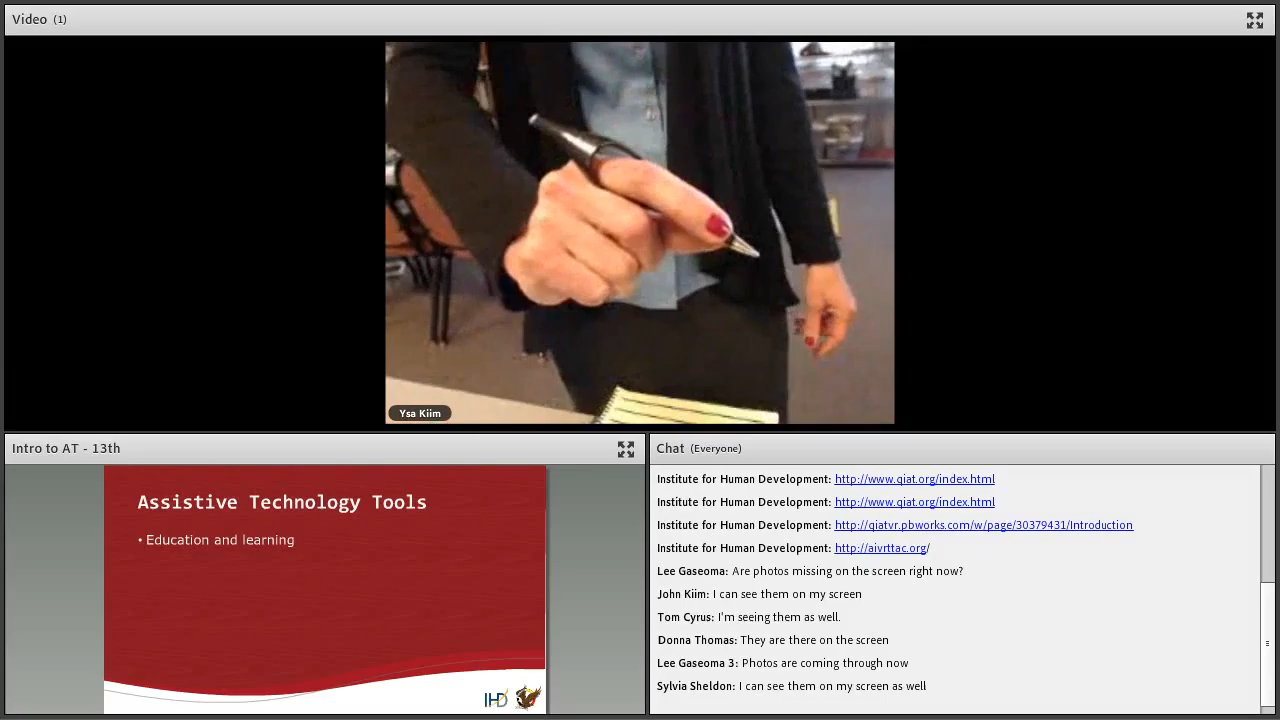 Video (1)
Ysa Kiim
Intro to AT - 13th
Assistive Technology Tools
• Education and learning
IHD
Chat (Everyone)
Institute for Human Development: http://www.qiat.org/index.html
Institute for Human Development: http://www.qiat.org/index.html
Institute for Human Development: http://qiatvr.pbworks.com/w/page/30379431/Introduction
Institute for Human Development: http://aivrttac.org/
Lee Gaseoma: Are photos missing on the screen right now?
John Kiim: I can see them on my screen
Tom Cyrus: I'm seeing them as well.
Donna Thomas: They are there on the screen
Lee Gaseoma 3: Photos are coming through now
Sylvia Sheldon: I can see them on my screen as well